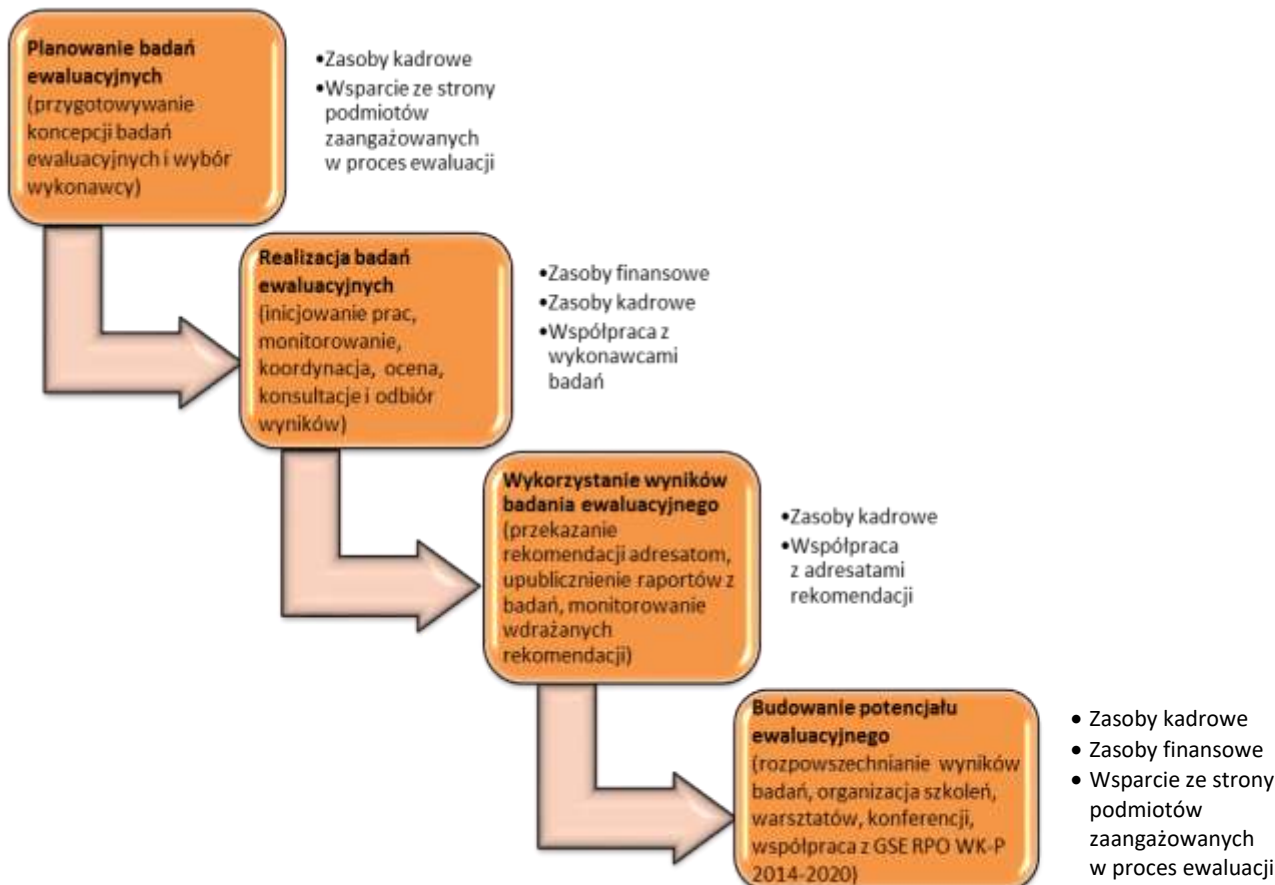 Planowanie badań
ewaluacyjnych
(przygotowywanie
koncepcji badań
ewaluacyjnych i wybór
wykonawcy)
•Zasoby kadrowe
•Wsparcie ze strony
podmiotów
zaangażowanych
w proces ewaluacji
Realizacja badań
ewaluacyjnych
(inicjowanie prac,
monitorowanie,
koordynacja, ocena,
konsultacje i odbiór
wyników)
•Zasoby finansowe
•Zasoby kadrowe
•Współpraca z
wykonawcami
badań
Wykorzystanie wyników
badania ewaluacyjnego
(przekazanie
rekomendacji adresatom,
upublicznienie raportów z
badań, monitorowanie
wdrażanych
rekomendacji)
•Zasoby kadrowe
•Współpraca
z adresatami
rekomendacji
Budowanie potencjału
ewaluacyjnego
(rozpowszechnianie wyników
badań, organizacja szkoleń,
warsztatów, konferencji,
współpraca z GSE RPO WK-P
2014-2020)
• Zasoby kadrowe
• Zasoby finansowe
• Wsparcie ze strony
podmiotów
zaangażowanych
w proces ewaluacji